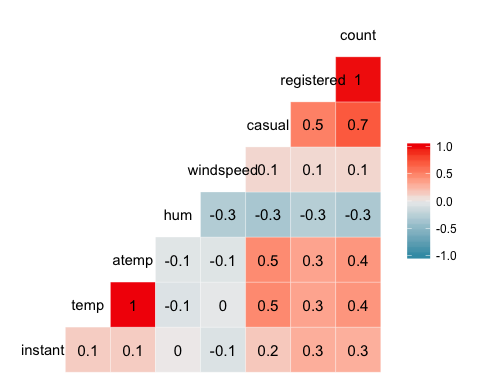 count
registered 1
casual 0.5 0.7
windspeed 0.1 0.1 0.1
hum -0.3 -0.3 -0.3 -0.3
atemp -0.1 -0.1 0.5 0.3 0.4
temp 1 -0.1 0 0.5 0.3 0.4
instant 0.1 0.1 0 -0.1 0.2 0.3 0.3
1.0
0.5
0.0
-0.5
-1.0